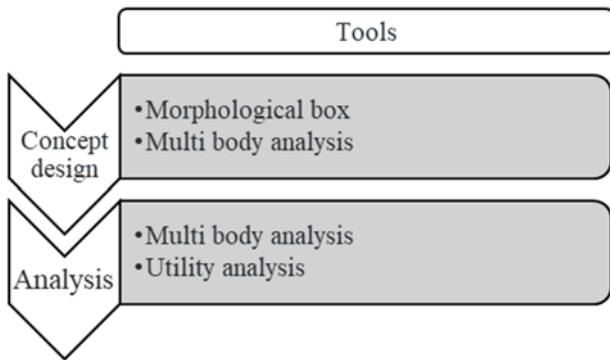 Tools
Concept
design
•Morphological box
•Multi body analysis
Analysis
•Multi body analysis
•Utility analysis